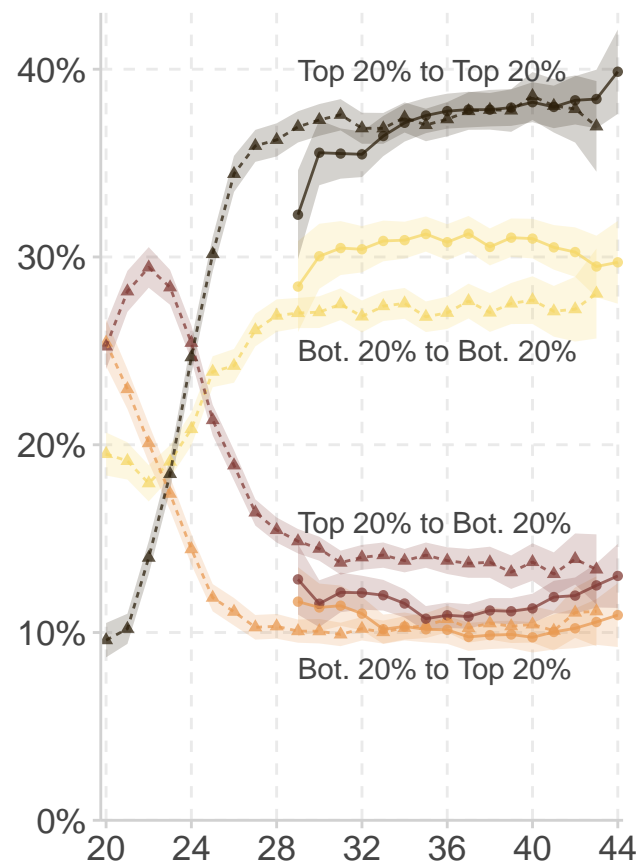 40%
Top 20% to Top 20%
30%
Bot. 20% to Bot. 20%
20%
Top 20% to Bot. 20%
10%
Bot. 20% to Top 20%
0%
20 24 28 32 36 40 44